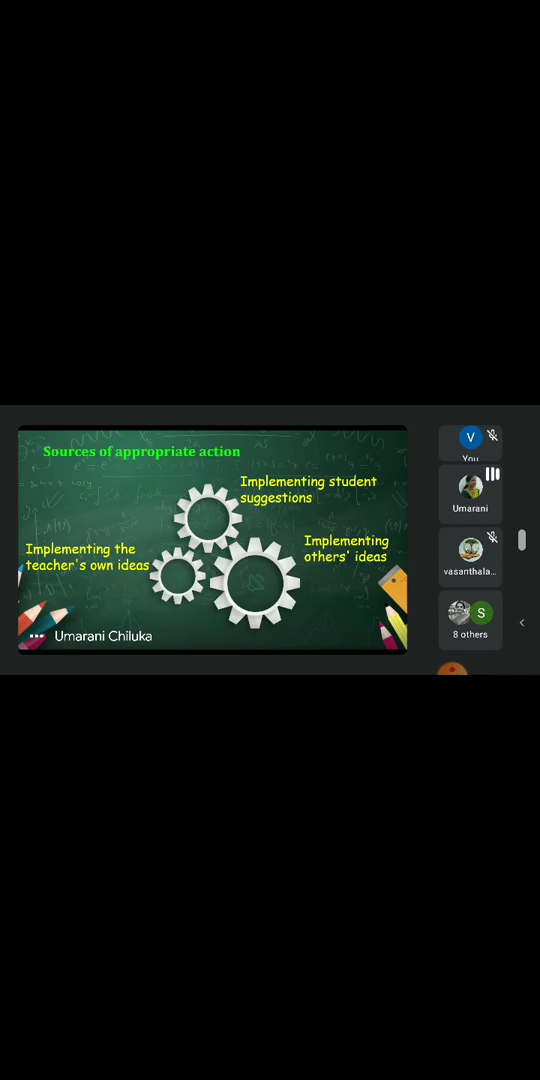 Sources of appropriate action
Implementing student
suggestions
Implementing
others' ideas
Implementing the
teacher's own ideas
Umarani Chiluka
V
You
Umarani
vasanthala...
S
8 others